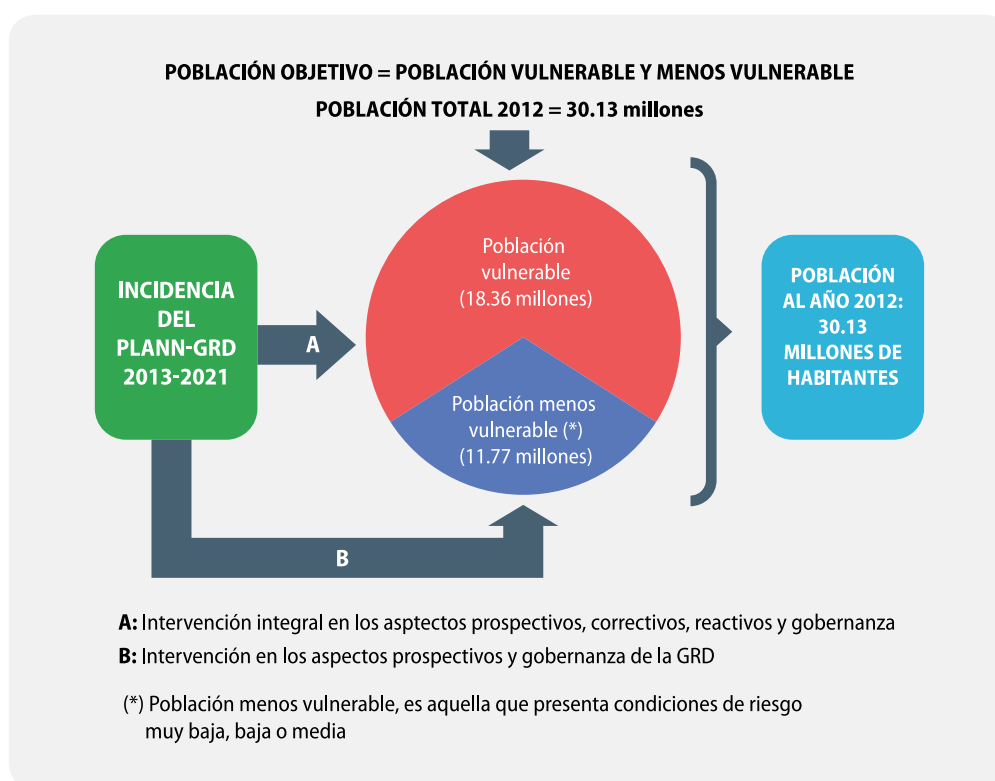 POBLACIÓN OBJETIVO = POBLACIÓN VULNERABLE Y MENOS VULNERABLE
POBLACIÓN TOTAL 2012 = 30.13 millones
Población
vulnerable
(18.36 millones)
INCIDENCIA
DEL
PLANN-GRD
2013-2021
A
POBLACIÓN
AL AÑO 2012:
30.13
MILLONES DE
HABITANTES
Población menos
vulnerable (*)
(11.77 millones)
B
A: Intervención integral en los asptectos prospectivos, correctivos, reactivos y gobernanza
B: Intervención en los aspectos prospectivos y gobernanza de la GRD
(*) Población menos vulnerable, es aquella que presenta condiciones de riesgo
muy baja, baja o media